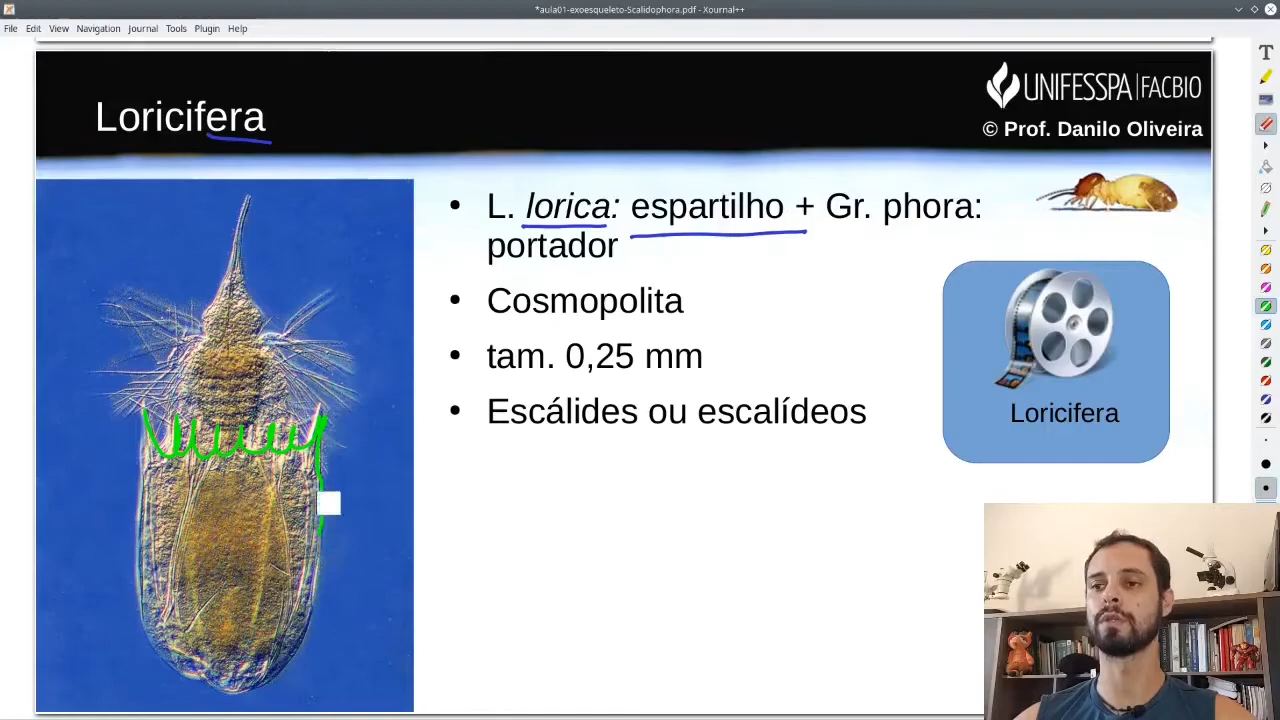 *aula01-exoesqueleto-Scalidophora.pdf - Xournal++
File Edit View Navigation Journal Tools Plugin Help
Loricifera
UNIFESSPA|FACBIO
© Prof. Danilo Oliveira
• L. lorica: espartilho + Gr. phora:
portador
• Cosmopolita
• tam. 0,25 mm
• Escálides ou escalídeos
Loricifera
T